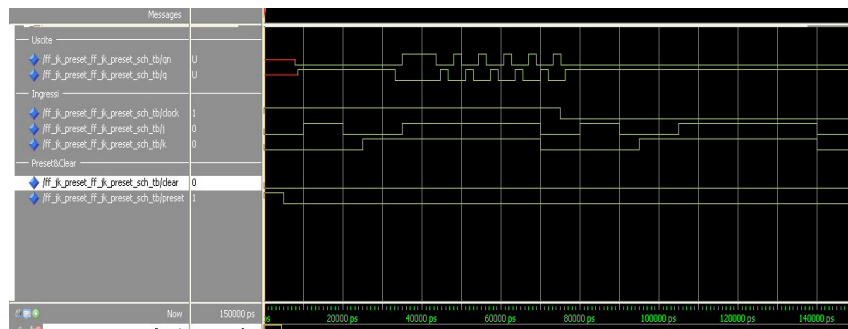 Messages
Uscite
/ff_jk_preset_ff_jk_preset_sch_tb/qn U
/ff_jk_preset_ff_jk_preset_sch_tb/q U
Ingressi
/ff_jk_preset_ff_jk_preset_sch_tb/clock 1
/ff_jk_preset_ff_jk_preset_sch_tb/j 0
/ff_jk_preset_ff_jk_preset_sch_tb/k 0
Preset&Clear
/ff_jk_preset_ff_jk_preset_sch_tb/clear 0
/ff_jk_preset_ff_jk_preset_sch_tb/preset 1
Now 150000 ps ps 20000 ps 40000 ps 60000 ps 80000 ps 100000 ps 120000 ps 140000 ps